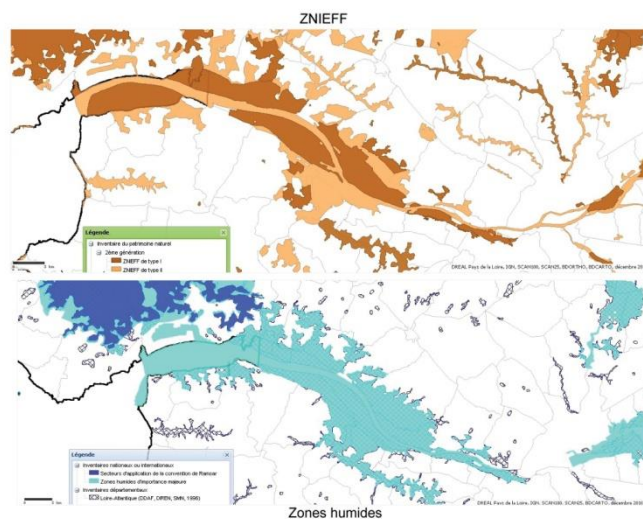 ZNIEFF
Légende
Inventaire du patrimoine naturel
2ème génération
ZNIEFF de type I
ZNIEFF de type II
DREAL Pays de la Loire, IGN, SCAN100, SCAN25, BDORTHO, BDCARTO, décembre
Légende
Inventaires nationaux ou internationaux
Secteurs d'application de la convention de Ramsar
Zones humides d'importance majeure
Inventaires départementaux
Loire-Atlantique (DDAF, DIREN, SMN, 1998)
DREAL Pays de la Loire, IGN, SCAN100, SCAN25, BDORTHO, BDCARTO, décembre
Zones humides